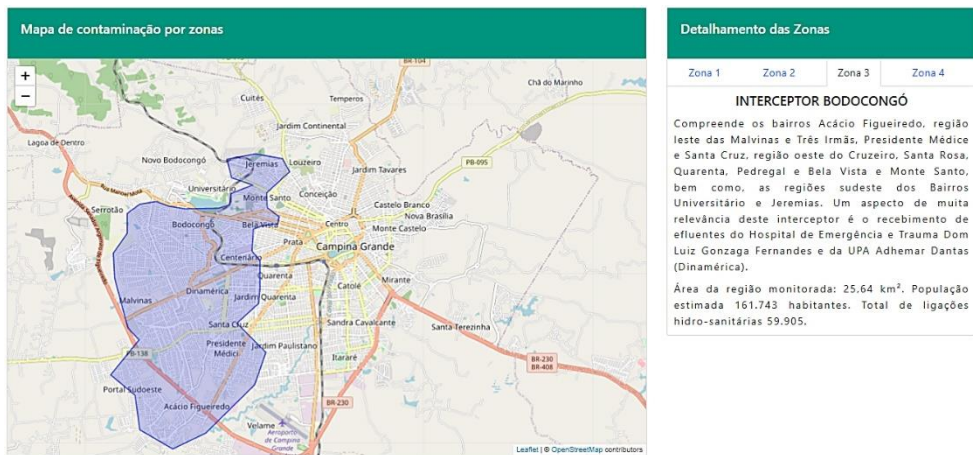 Mapa de contaminação por zonas
+
−
BR-104
Chã do Marinho
Cuités
Temperos
Jardim Continental
Lagoa de Dentro
Novo Bodocongó
Jeremias
Louzeiro
Jardim Tavares
PB-095
Universitário
Conceição
Monte Santo
Castelo Branco
Serrotão
Nova Brasília
Bodocongó
Bela Vista
Centro
Monte Castelo
Prata
Campina Grande
Centenário
Quarenta
Mirante
Dinamérica
Catolé
Malvinas
Jardim Quarenta
Santa Cruz
Sandra Cavalcante
Santa Terezinha
Presidente
Médici
Jardim Paulistano
PB-138
Itararé
BR-230
BR-408
Portal Sudoeste
Acácio Figueiredo
BR-230
Velame
Aeroporto
de Campina
Grande
Leaflet | © OpenStreetMap contributors
Detalhamento das Zonas
Zona 1 Zona 2 Zona 3 Zona 4
INTERCEPTOR BODOCONGÓ
Compreende os bairros Acácio Figueiredo, região
leste das Malvinas e Três Irmãs, Presidente Médice
e Santa Cruz, região oeste do Cruzeiro, Santa Rosa,
Quarenta, Pedregal e Bela Vista e Monte Santo,
bem como, as regiões sudeste dos Bairros
Universitário e Jeremias. Um aspecto de muita
relevância deste interceptor é o recebimento de
efluentes do Hospital de Emergência e Trauma Dom
Luiz Gonzaga Fernandes e da UPA Adhemar Dantas
(Dinamérica).
Área da região monitorada: 25.64 km². População
estimada 161.743 habitantes. Total de ligações
hidro-sanitárias 59.905.